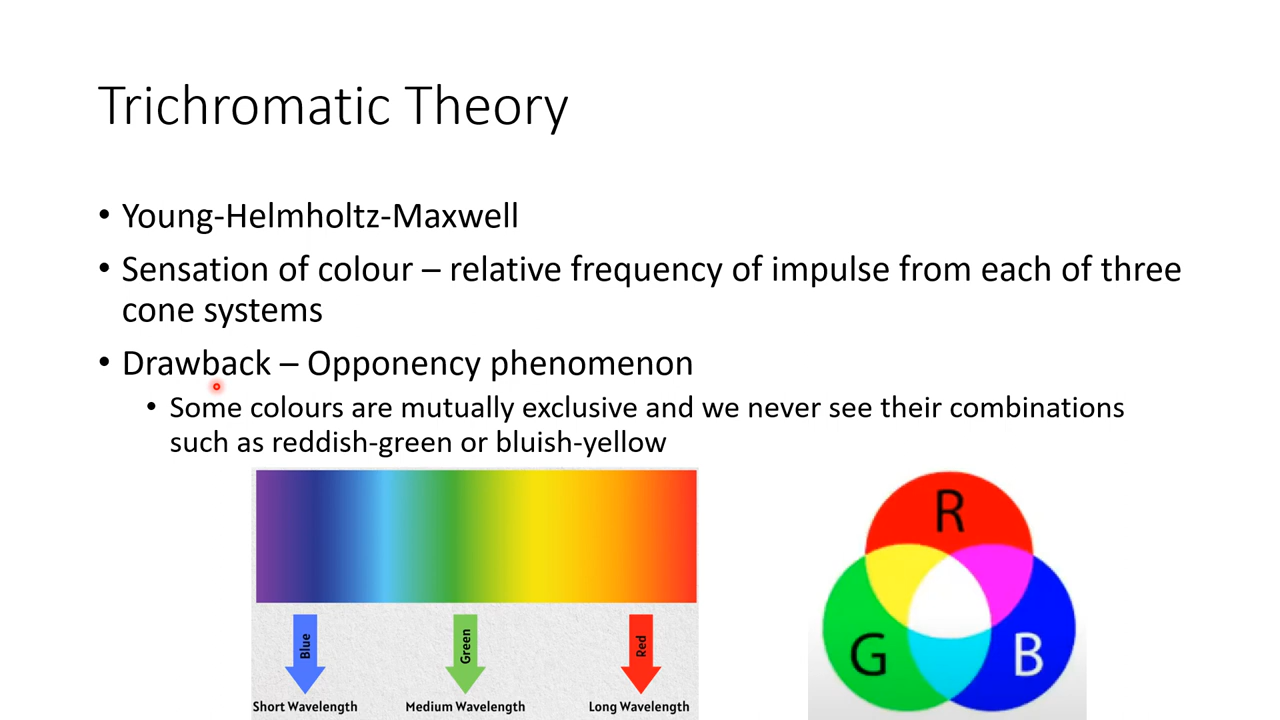 Trichromatic Theory
• Young-Helmholtz-Maxwell
• Sensation of colour – relative frequency of impulse from each of three
cone systems
• Drawback – Opponency phenomenon
• Some colours are mutually exclusive and we never see their combinations
such as reddish-green or bluish-yellow
Blue
Green
Red
Short Wavelength
Medium Wavelength
Long Wavelength
R
G
B